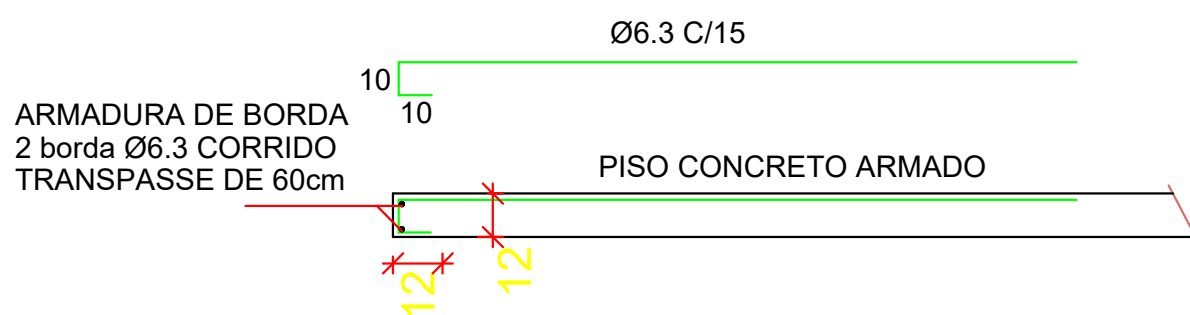 Ø6.3 C/15
10
10
ARMADURA DE BORDA
2 borda Ø6.3 CORRIDO
TRANSPASSE DE 60cm
PISO CONCRETO ARMADO
12
12